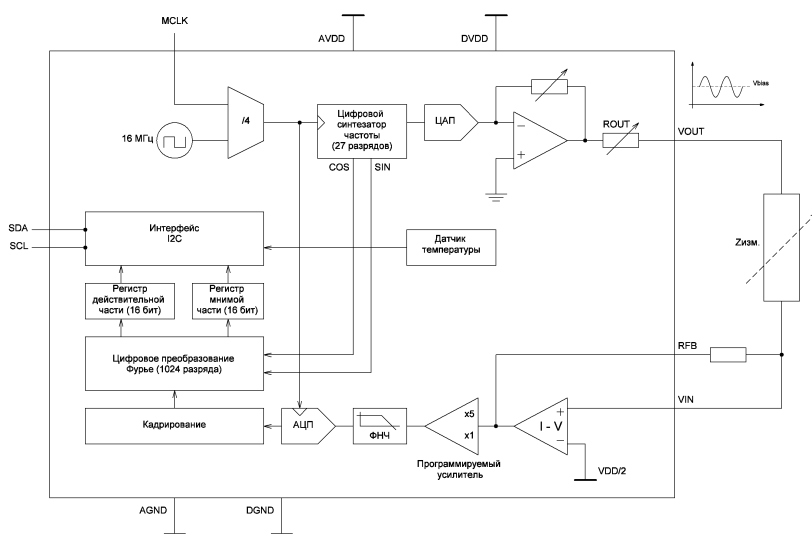 MCLK
AVDD
DVDD
Vbias
/4
16 МГц
Цифровой
синтезатор
частоты
(27 разрядов)
ЦАП
ROUT
VOUT
COS
SIN
SDA
SCL
Интерфейс
I2C
Датчик
температуры
Zизм.
Регистр
действительной
части (16 бит)
Регистр
мнимой
части (16 бит)
Цифровое преобразование
Фурье (1024 разряда)
RFB
VIN
Кадрирование
АЦП
ФНЧ
x5
x1
I - V
Программируемый
усилитель
VDD/2
AGND
DGND